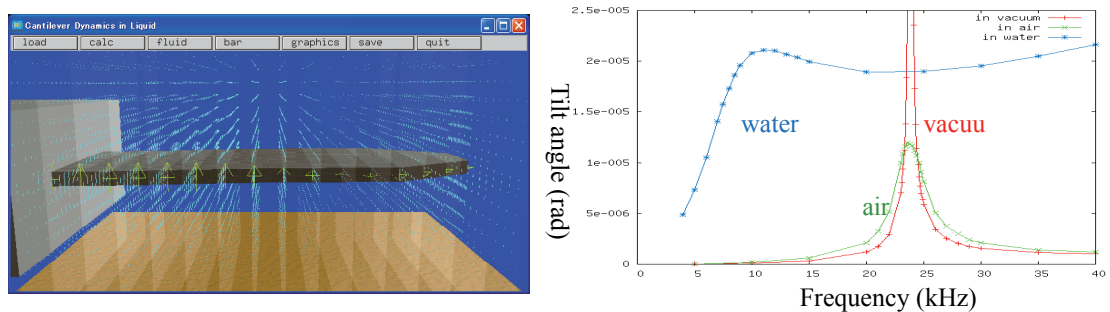 Cantilever Dynamics in Liquid
load calc fluid bar graphics save quit
2.5e-005
2e-005
1.5e-005
1e-005
5e-006
0
Tilt angle (rad)
in vacuum
in air
in water
water
vacuu
air
0 5 10 15 20 25 30 35 40
Frequency (kHz)